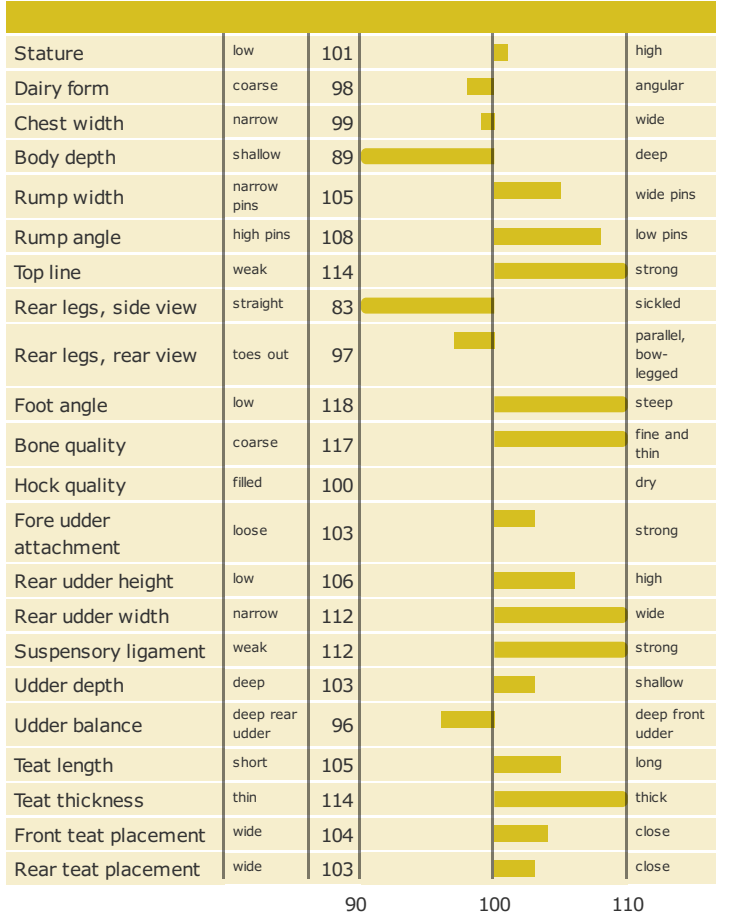 Stature low 101 high
Dairy form coarse 98 angular
Chest width narrow 99 wide
Body depth shallow 89 deep
Rump width narrow pins 105 wide pins
Rump angle high pins 108 low pins
Top line weak 114 strong
Rear legs, side view straight 83 sickled
Rear legs, rear view toes out 97 parallel, bow-legged
Foot angle low 118 steep
Bone quality coarse 117 fine and thin
Hock quality filled 100 dry
Fore udder attachment loose 103 strong
Rear udder height low 106 high
Rear udder width narrow 112 wide
Suspensory ligament weak 112 strong
Udder depth deep 103 shallow
Udder balance deep rear udder 96 deep front udder
Teat length short 105 long
Teat thickness thin 114 thick
Front teat placement wide 104 close
Rear teat placement wide 103 close
90 100 110